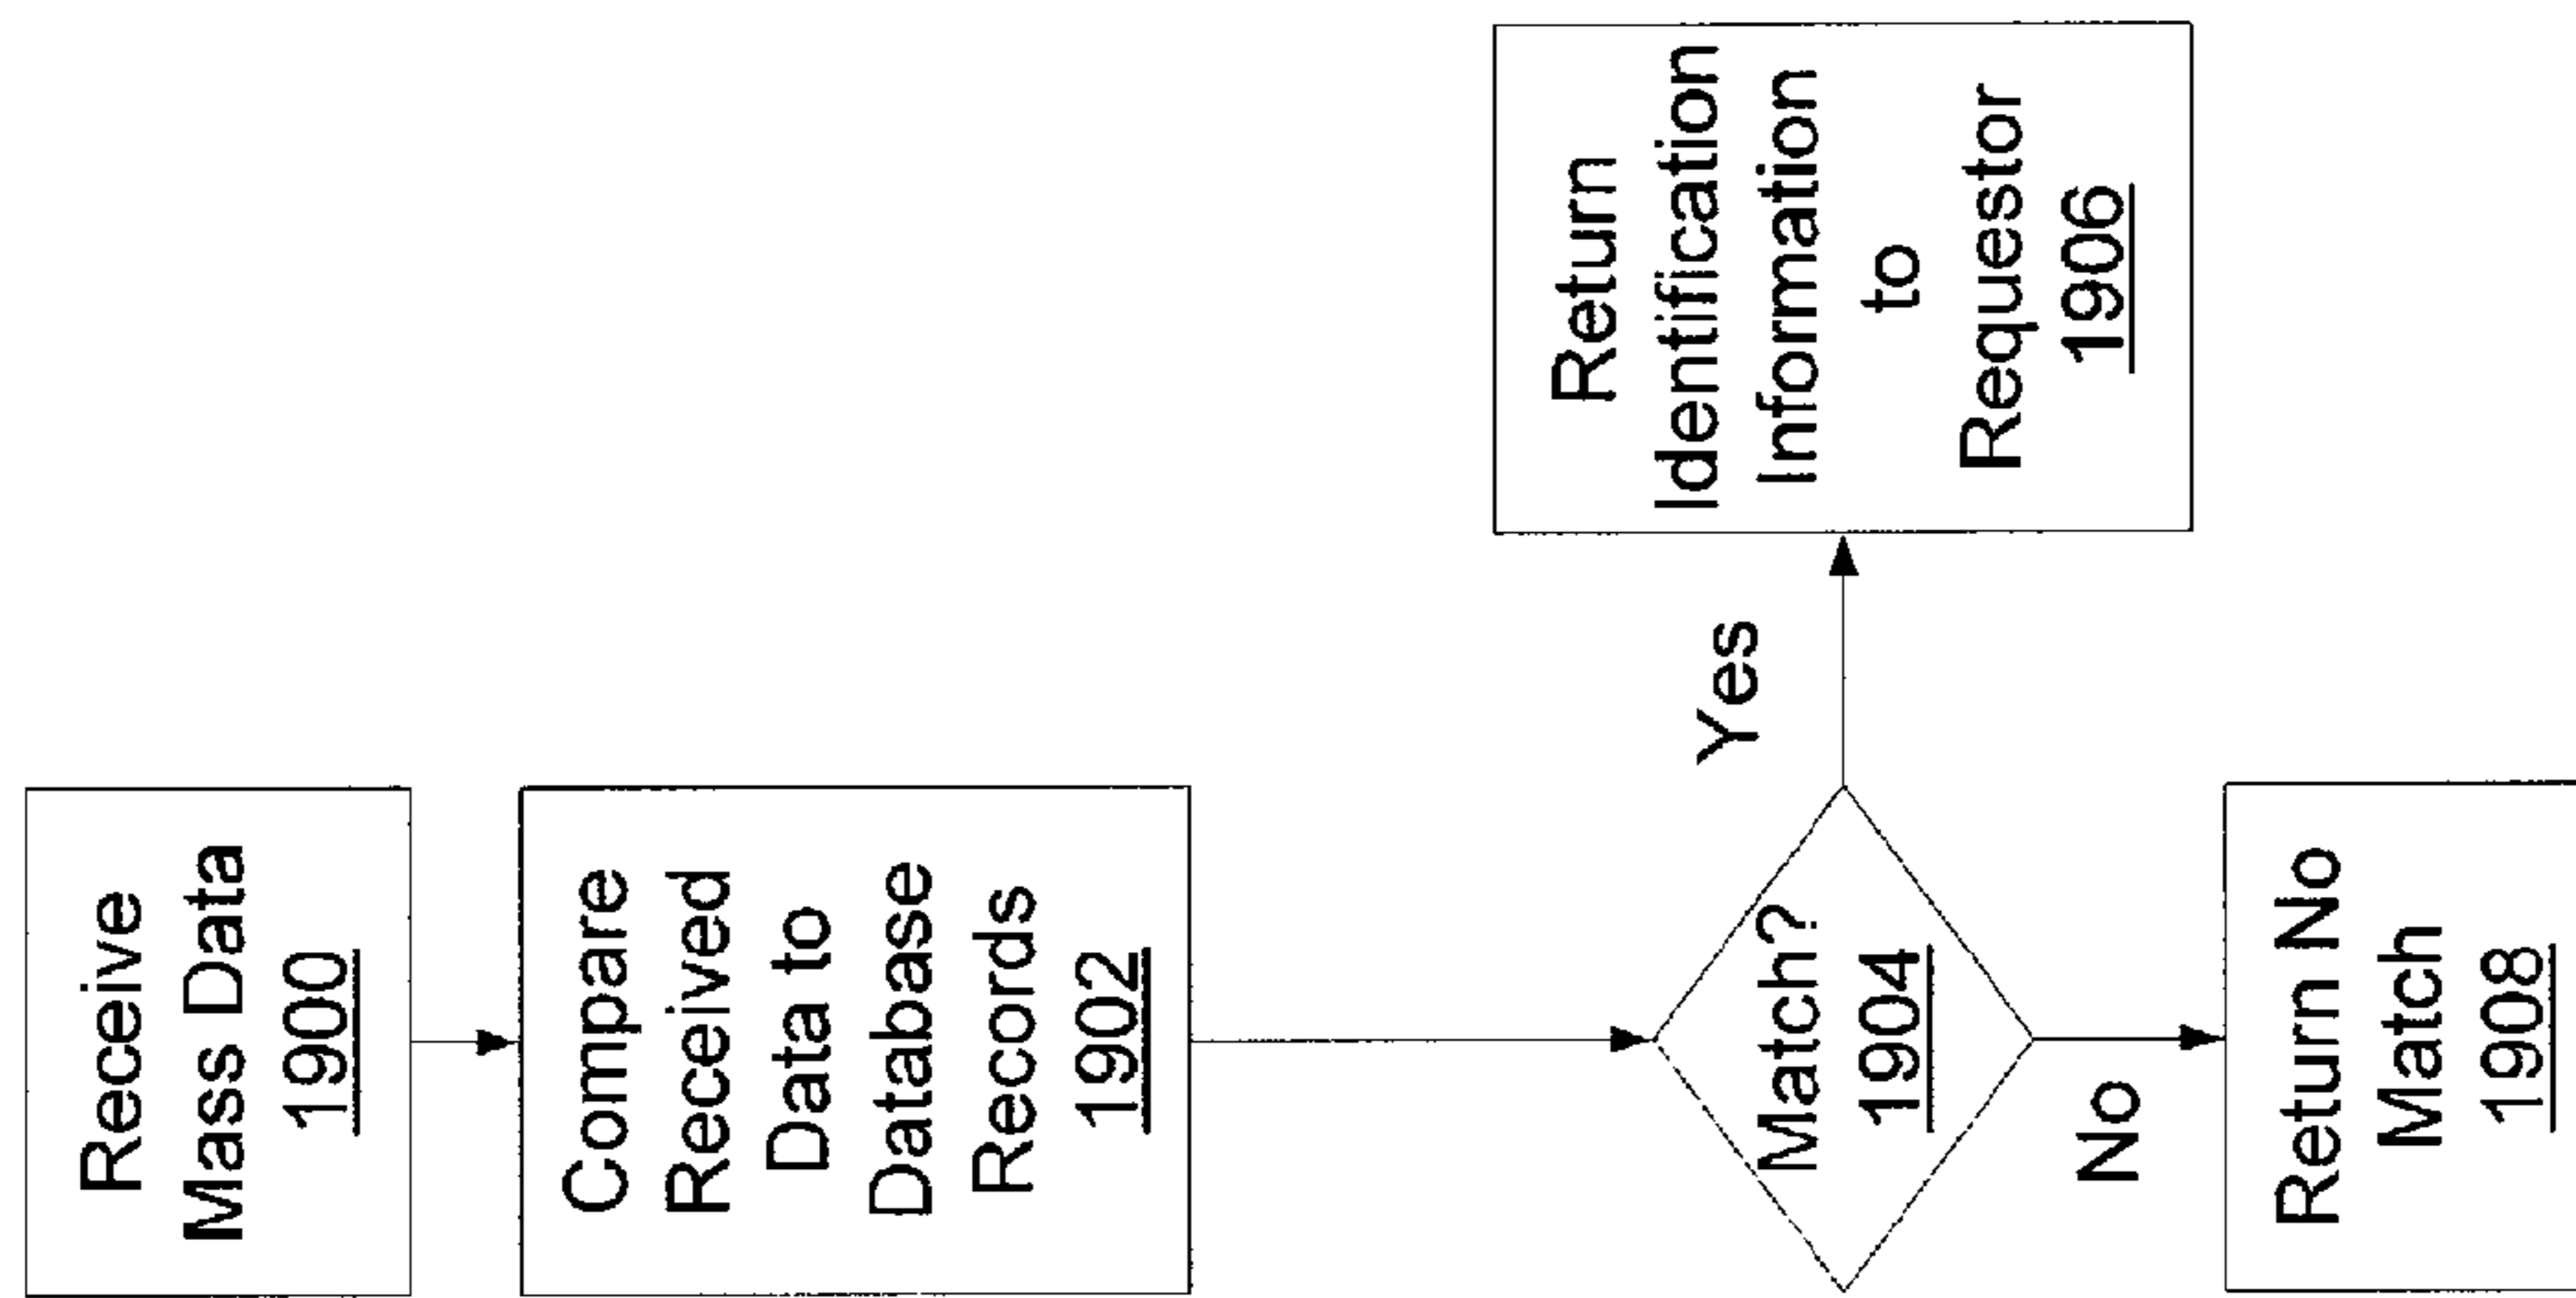 Receive
Mass Data
1900
Compare
Received
Data to
Database
Records
1902
Match?
1904
Yes
Return
Identification
Information
to
Requestor
1906
No
Return No
Match
1908